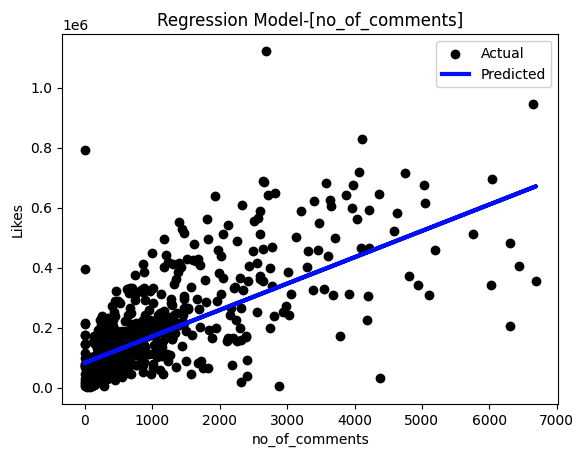 Regression Model-[no_of_comments]
1e6
Actual
Predicted
1.0
0.8
0.6
0.4
0.2
0.0
Likes
0 1000 2000 3000 4000 5000 6000 7000
no_of_comments